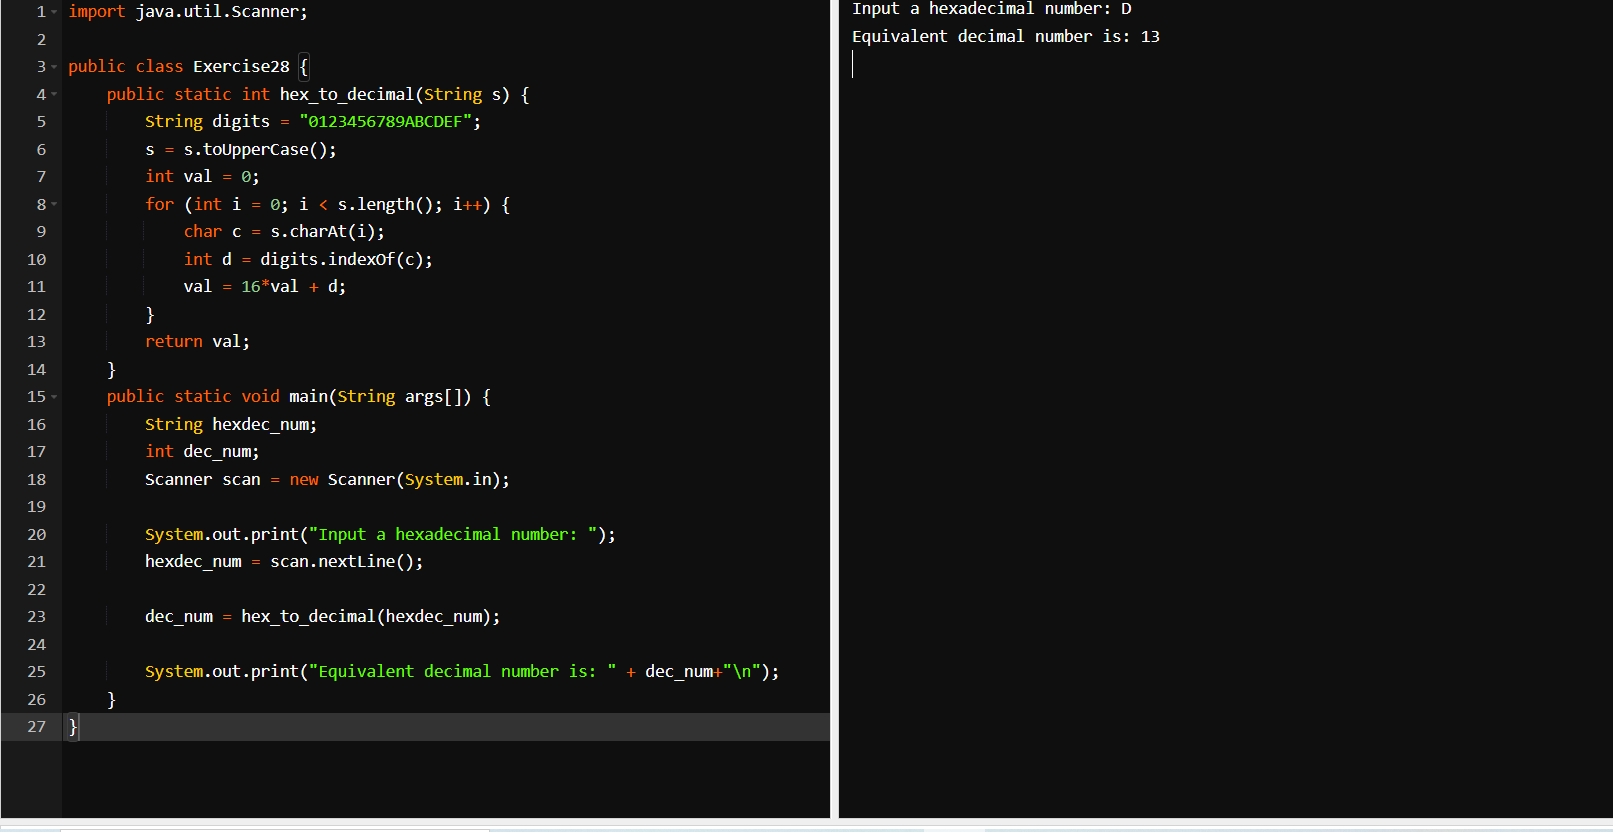 1 import java.util.Scanner;
2
3 public class Exercise28 {
4     public static int hex_to_decimal(String s) {
5         String digits = "0123456789ABCDEF";
6         s = s.toUpperCase();
7         int val = 0;
8         for (int i = 0; i < s.length(); i++) {
9             char c = s.charAt(i);
10             int d = digits.indexOf(c);
11             val = 16*val + d;
12         }
13         return val;
14     }
15     public static void main(String args[]) {
16         String hexdec_num;
17         int dec_num;
18         Scanner scan = new Scanner(System.in);
19
20         System.out.print("Input a hexadecimal number: ");
21         hexdec_num = scan.nextLine();
22
23         dec_num = hex_to_decimal(hexdec_num);
24
25         System.out.print("Equivalent decimal number is: " + dec_num+"\n");
26     }
27 }
Input a hexadecimal number: D
Equivalent decimal number is: 13